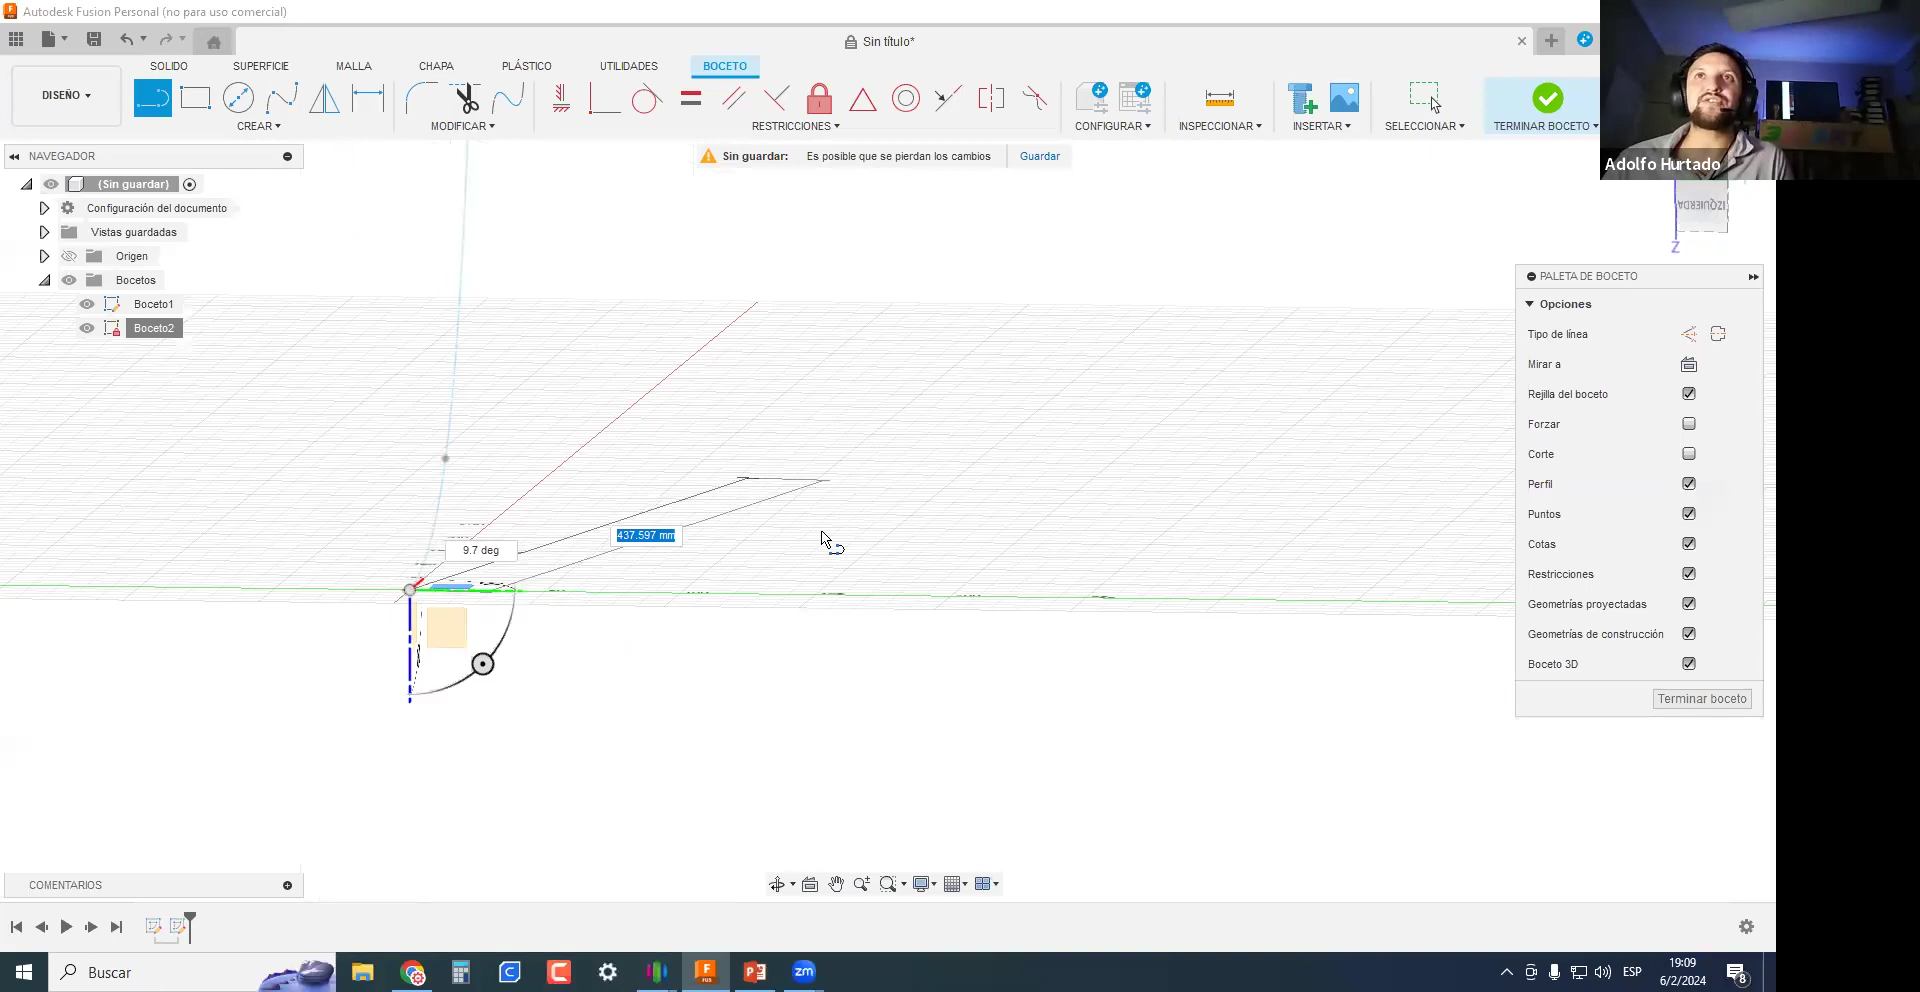 Autodesk Fusion Personal (no para uso comercial)
Sin título*
SOLIDO SUPERFICIE MALLA CHAPA PLÁSTICO UTILIDADES BOCETO
DISEÑO
CREAR MODIFICAR RESTRICCIONES CONFIGURAR INSPECCIONAR INSERTAR SELECCIONAR TERMINAR BOCETO
NAVEGADOR
Sin guardar: Es posible que se pierdan los cambios Guardar
Adolfo Hurtado
(Sin guardar)
Configuración del documento
Vistas guardadas
Origen
Bocetos
Boceto1
Boceto2
IZQUIERDA
Z
PALETA DE BOCETO
Opciones
Tipo de línea
Mirar a
Rejilla del boceto
Forzar
Corte
Perfil
Puntos
Cotas
Restricciones
Geometrías proyectadas
Geometrías de construcción
Boceto 3D
Terminar boceto
437.597 mm
9.7 deg
COMENTARIOS
Buscar
FUS
zm
ESP
19:09
6/2/2024
8